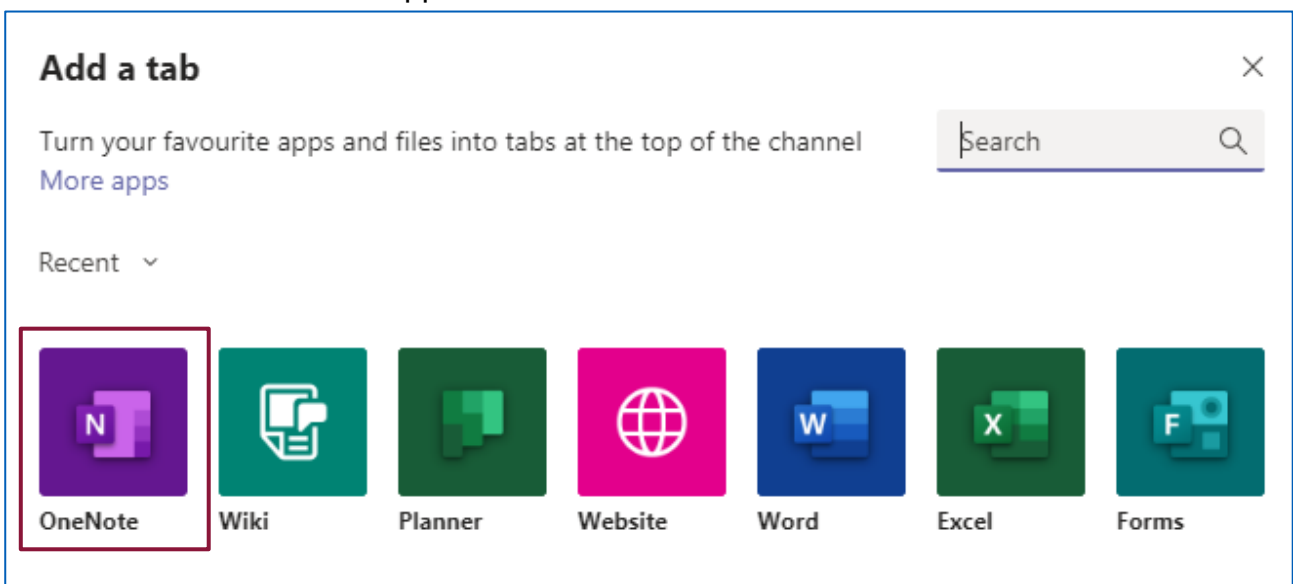 Add a tab
Turn your favourite apps and files into tabs at the top of the channel
Search
More apps
Recent
N
W
X
F
OneNote
Wiki
Planner
Website
Word
Excel
Forms